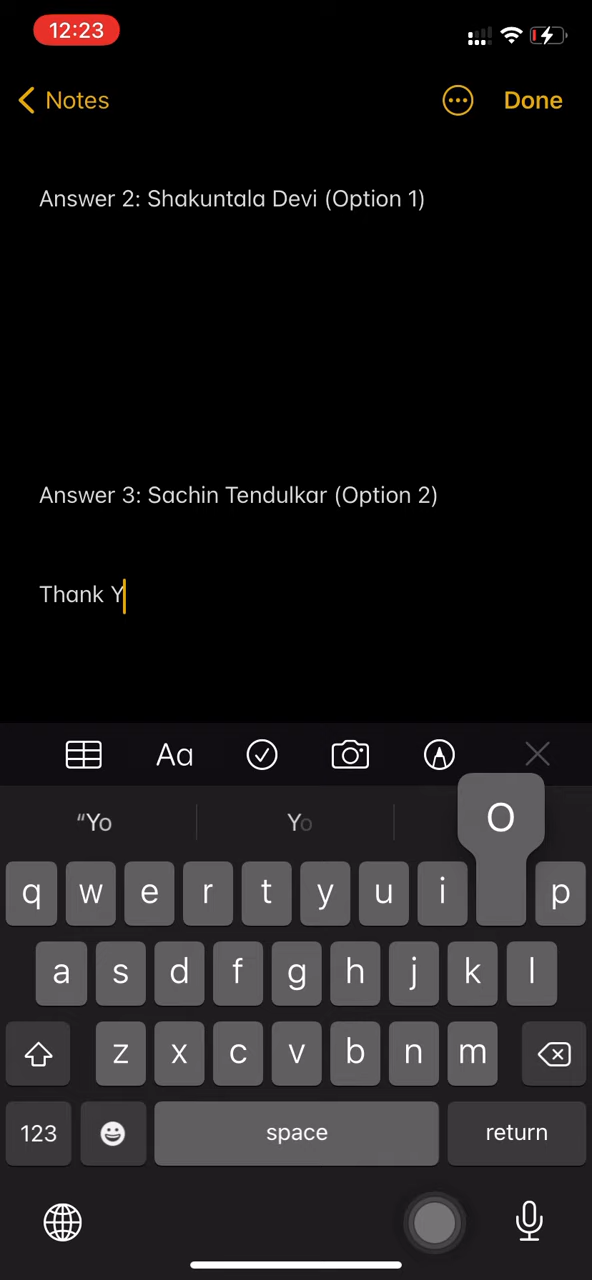 12:23
Notes
Done
Answer 2: Shakuntala Devi (Option 1)
Answer 3: Sachin Tendulkar (Option 2)
Thank Y
Aa
“Yo Yo
O
q w e r t y u i p
a s d f g h j k l
z x c v b n m
123 space return